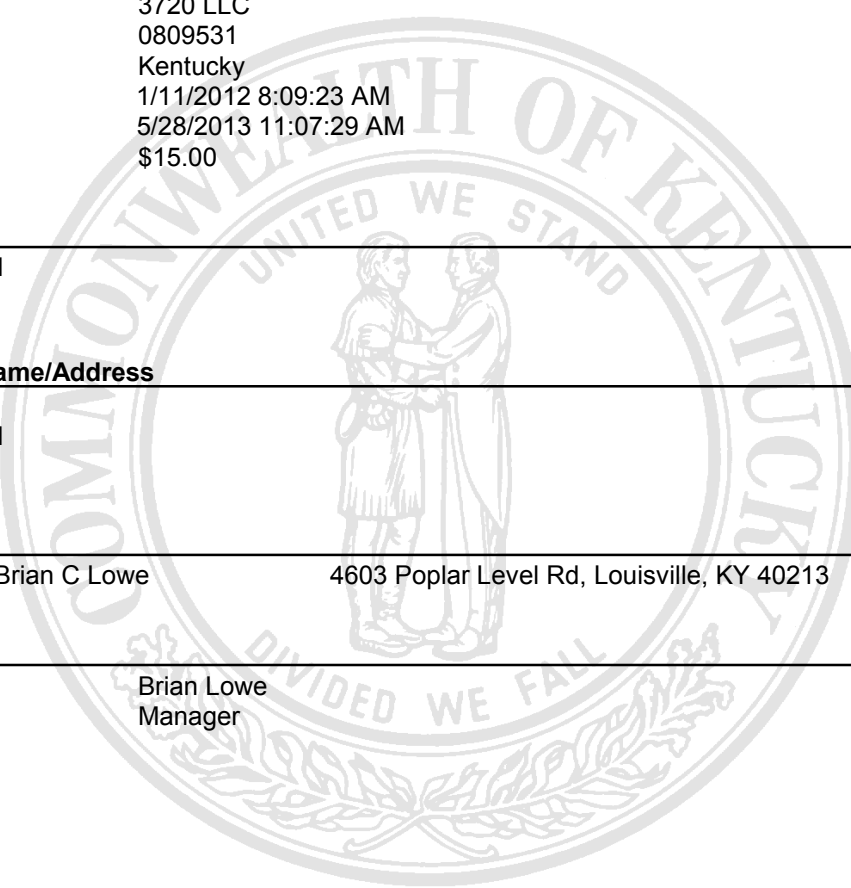 3720 LLC
0809531
Kentucky
1/11/2012 8:09:23 AM
5/28/2013 11:07:29 AM
$15.00
COMMONWEALTH OF KENTUCKY
UNITED WE STAND
ame/Address
Brian C Lowe 4603 Poplar Level Rd, Louisville, KY 40213
DIVIDED WE FALL
Brian Lowe
Manager